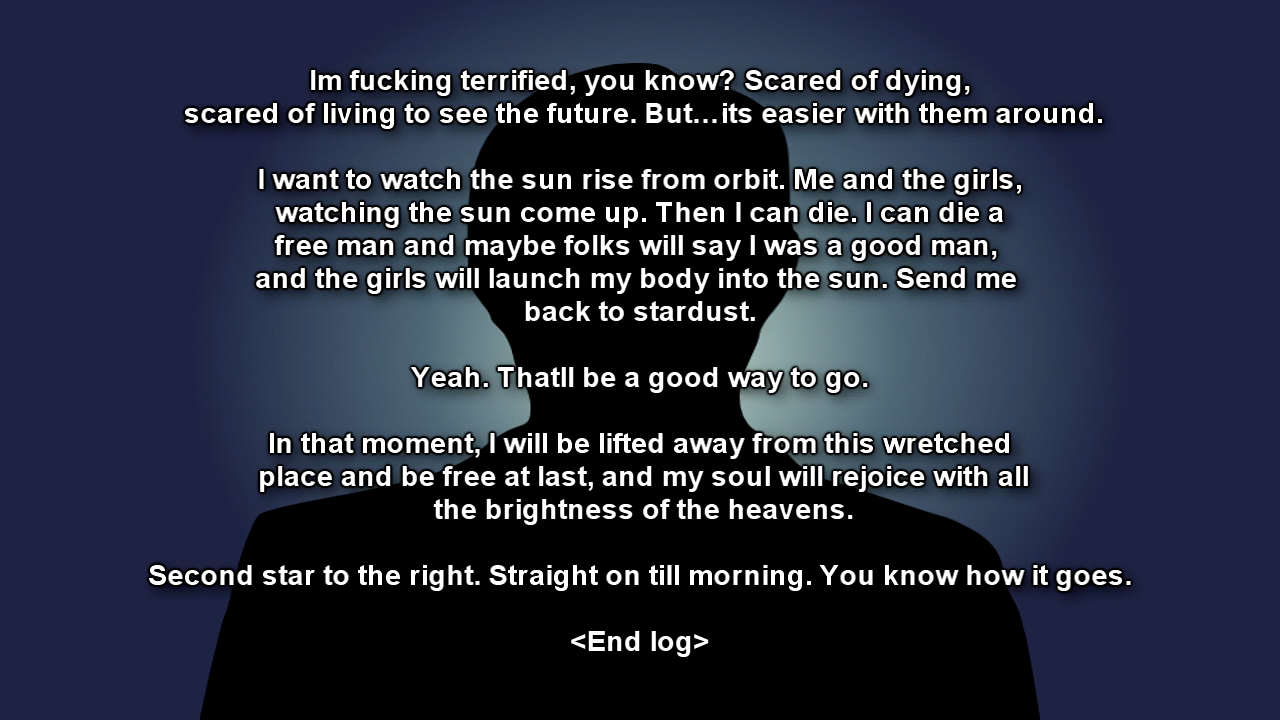 Im fucking terrified, you know? Scared of dying,
scared of living to see the future. But...its easier with them around.
I want to watch the sun rise from orbit. Me and the girls,
watching the sun come up. Then I can die. I can die a
free man and maybe folks will say I was a good man,
and the girls will launch my body into the sun. Send me
back to stardust.
Yeah. Thatll be a good way to go.
In that moment, I will be lifted away from this wretched
place and be free at last, and my soul will rejoice with all
the brightness of the heavens.
Second star to the right. Straight on till morning. You know how it goes.
<End log>